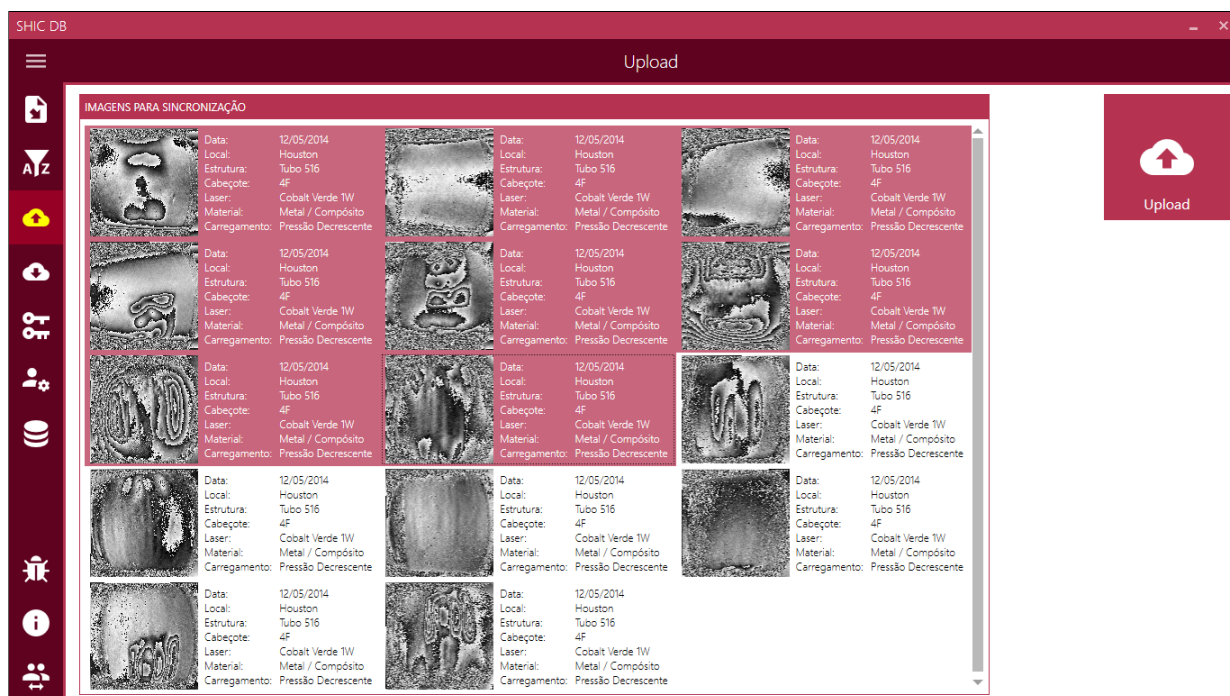 SHIC DB
Upload
IMAGENS PARA SINCRONIZAÇÃO
Data: 12/05/2014
Local: Houston
Estrutura: Tubo 516
Cabeçote: 4F
Laser: Cobalt Verde 1W
Material: Metal / Compósito
Carregamento: Pressão Decrescente
Data: 12/05/2014
Local: Houston
Estrutura: Tubo 516
Cabeçote: 4F
Laser: Cobalt Verde 1W
Material: Metal / Compósito
Carregamento: Pressão Decrescente
Data: 12/05/2014
Local: Houston
Estrutura: Tubo 516
Cabeçote: 4F
Laser: Cobalt Verde 1W
Material: Metal / Compósito
Carregamento: Pressão Decrescente
Data: 12/05/2014
Local: Houston
Estrutura: Tubo 516
Cabeçote: 4F
Laser: Cobalt Verde 1W
Material: Metal / Compósito
Carregamento: Pressão Decrescente
Data: 12/05/2014
Local: Houston
Estrutura: Tubo 516
Cabeçote: 4F
Laser: Cobalt Verde 1W
Material: Metal / Compósito
Carregamento: Pressão Decrescente
Data: 12/05/2014
Local: Houston
Estrutura: Tubo 516
Cabeçote: 4F
Laser: Cobalt Verde 1W
Material: Metal / Compósito
Carregamento: Pressão Decrescente
Data: 12/05/2014
Local: Houston
Estrutura: Tubo 516
Cabeçote: 4F
Laser: Cobalt Verde 1W
Material: Metal / Compósito
Carregamento: Pressão Decrescente
Data: 12/05/2014
Local: Houston
Estrutura: Tubo 516
Cabeçote: 4F
Laser: Cobalt Verde 1W
Material: Metal / Compósito
Carregamento: Pressão Decrescente
Data: 12/05/2014
Local: Houston
Estrutura: Tubo 516
Cabeçote: 4F
Laser: Cobalt Verde 1W
Material: Metal / Compósito
Carregamento: Pressão Decrescente
Data: 12/05/2014
Local: Houston
Estrutura: Tubo 516
Cabeçote: 4F
Laser: Cobalt Verde 1W
Material: Metal / Compósito
Carregamento: Pressão Decrescente
Data: 12/05/2014
Local: Houston
Estrutura: Tubo 516
Cabeçote: 4F
Laser: Cobalt Verde 1W
Material: Metal / Compósito
Carregamento: Pressão Decrescente
Data: 12/05/2014
Local: Houston
Estrutura: Tubo 516
Cabeçote: 4F
Laser: Cobalt Verde 1W
Material: Metal / Compósito
Carregamento: Pressão Decrescente
Data: 12/05/2014
Local: Houston
Estrutura: Tubo 516
Cabeçote: 4F
Laser: Cobalt Verde 1W
Material: Metal / Compósito
Carregamento: Pressão Decrescente
Data: 12/05/2014
Local: Houston
Estrutura: Tubo 516
Cabeçote: 4F
Laser: Cobalt Verde 1W
Material: Metal / Compósito
Carregamento: Pressão Decrescente
Upload
AZ